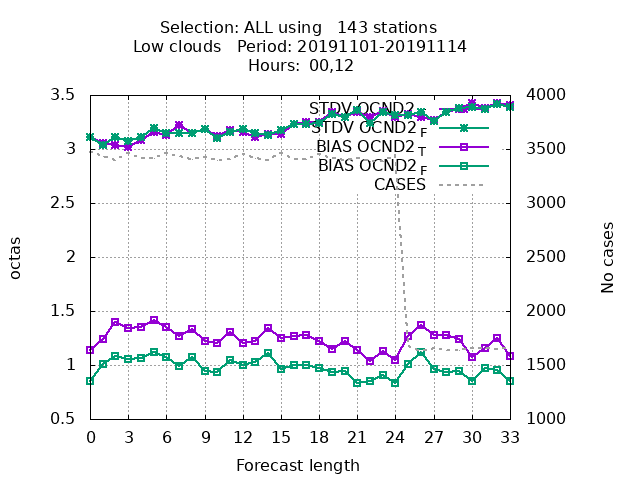 Selection: ALL using   143 stations
Low clouds   Period: 20191101-20191114
Hours:  00,12
3.5
3
2.5
2
1.5
1
0.5
4000
3500
3000
2500
2000
1500
1000
STDV OCND2
STDV OCND2 F
BIAS OCND2 T
BIAS OCND2 F
CASES
octas
No cases
0 3 6 9 12 15 18 21 24 27 30 33
Forecast length